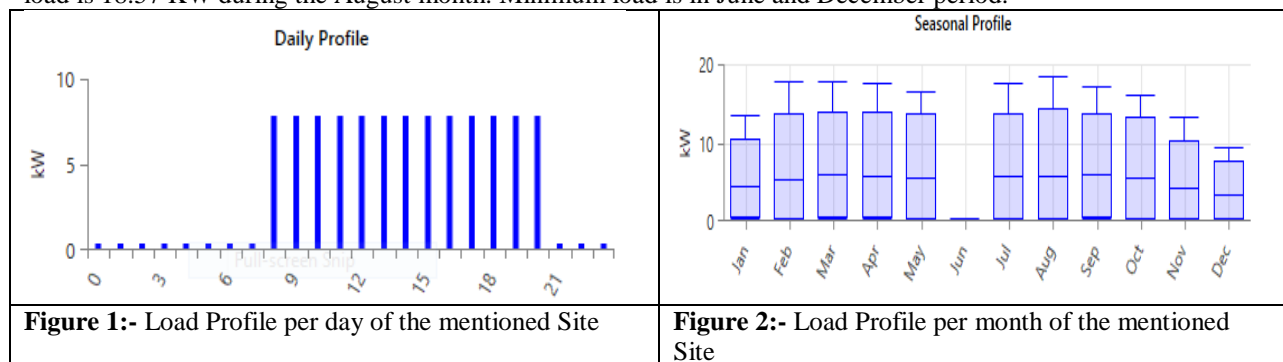 load is 18.57 KW during the August month. Minimum load is in June and December period.
Daily Profile
10
5
0
kW
0 3 6 9 12 15 18 21
Full-screen Snip
Figure 1:- Load Profile per day of the mentioned Site
Seasonal Profile
20
10
0
kW
Jan Feb Mar Apr May Jun Jul Aug Sep Oct Nov Dec
Figure 2:- Load Profile per month of the mentioned
Site